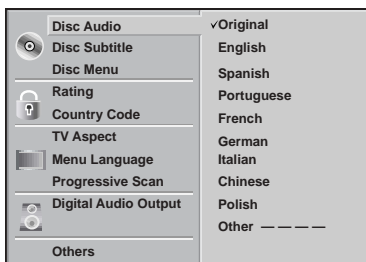 Disc Audio
Disc Subtitle
Disc Menu
Rating
Country Code
TV Aspect
Menu Language
Progressive Scan
Digital Audio Output
Others
✓Original
English
Spanish
Portuguese
French
German
Italian
Chinese
Polish
Other — — — —